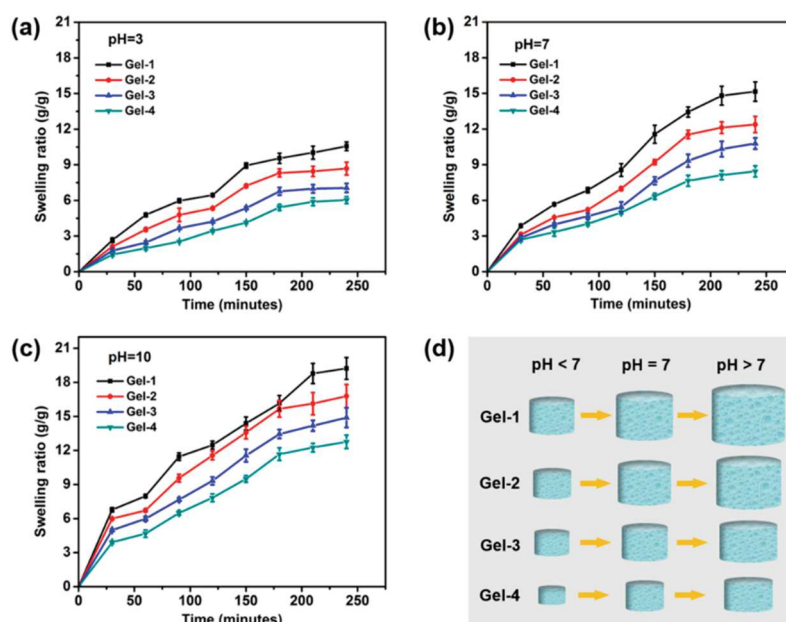 (a)
pH=3
Gel-1
Gel-2
Gel-3
Gel-4
21
18
15
12
9
6
3
0
Swelling ratio (g/g)
0 50 100 150 200 250
Time (minutes)
(b)
pH=7
Gel-1
Gel-2
Gel-3
Gel-4
21
18
15
12
9
6
3
0
Swelling ratio (g/g)
0 50 100 150 200 250
Time (minutes)
(c)
pH=10
Gel-1
Gel-2
Gel-3
Gel-4
21
18
15
12
9
6
3
0
Swelling ratio (g/g)
0 50 100 150 200 250
Time (minutes)
(d)
pH < 7 pH = 7 pH > 7
Gel-1
Gel-2
Gel-3
Gel-4